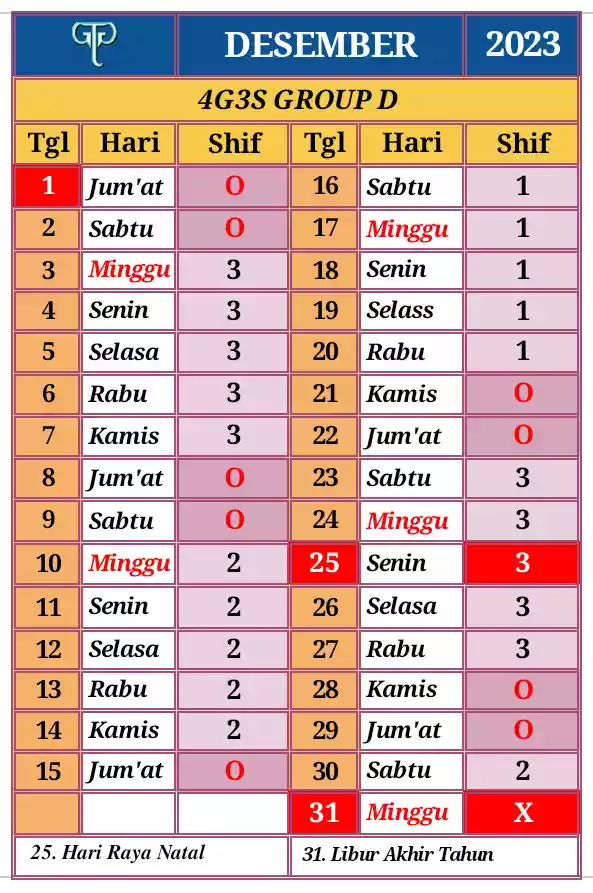 GTP DESEMBER 2023
4G3S GROUP D
Tgl Hari Shif Tgl Hari Shif
1 Jum'at O 16 Sabtu 1
2 Sabtu O 17 Minggu 1
3 Minggu 3 18 Senin 1
4 Senin 3 19 Selass 1
5 Selasa 3 20 Rabu 1
6 Rabu 3 21 Kamis O
7 Kamis 3 22 Jum'at O
8 Jum'at O 23 Sabtu 3
9 Sabtu O 24 Minggu 3
10 Minggu 2 25 Senin 3
11 Senin 2 26 Selasa 3
12 Selasa 2 27 Rabu 3
13 Rabu 2 28 Kamis O
14 Kamis 2 29 Jum'at O
15 Jum'at O 30 Sabtu 2
31 Minggu X
25. Hari Raya Natal 31. Libur Akhir Tahun